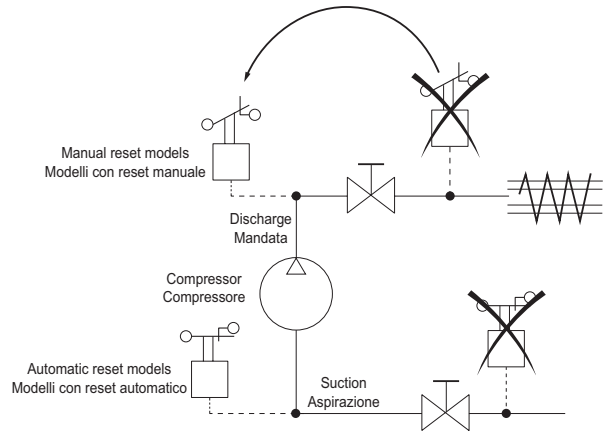 Manual reset models
Modelli con reset manuale
Discharge
Mandata
Compressor
Compressore
Automatic reset models
Modelli con reset automatico
Suction
Aspirazione